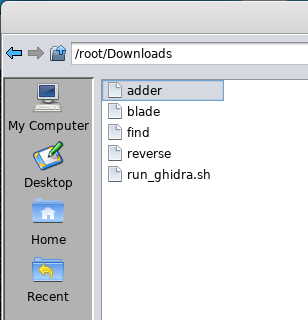 /root/Downloads
My Computer
Desktop
Home
Recent
adder
blade
find
reverse
run_ghidra.sh